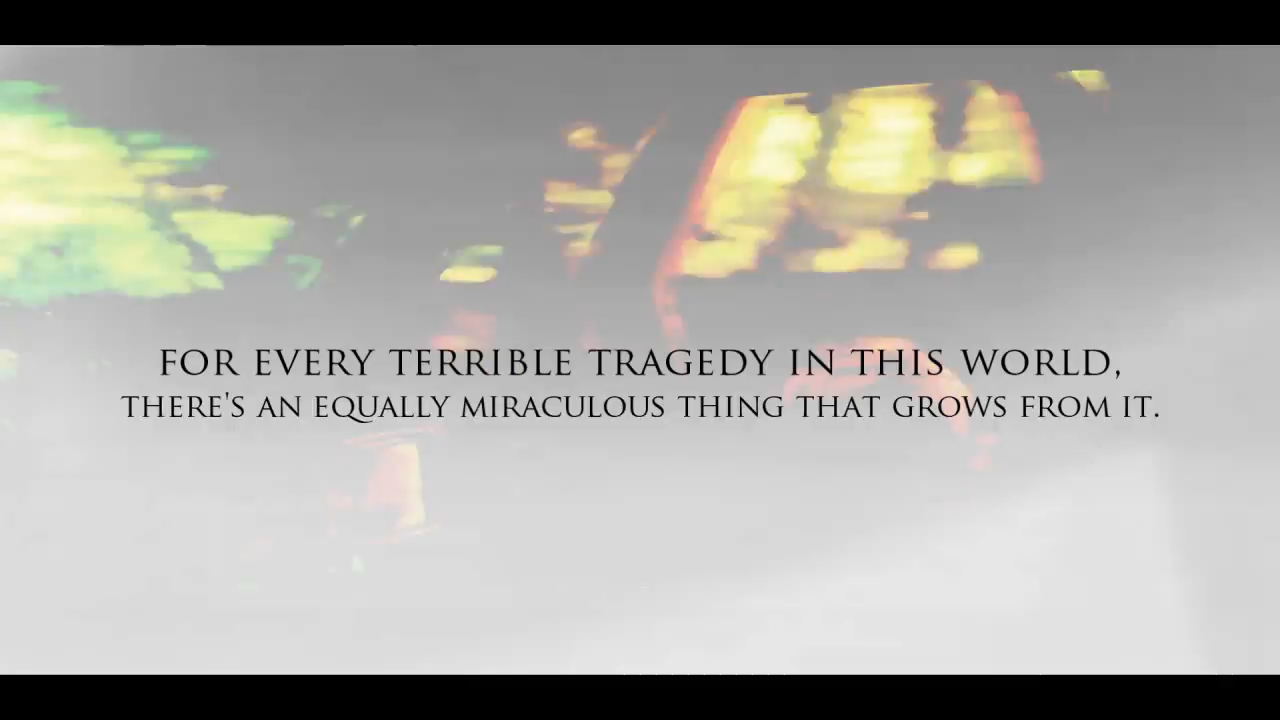 FOR EVERY TERRIBLE TRAGEDY IN THIS WORLD,
THERE'S AN EQUALLY MIRACULOUS THING THAT GROWS FROM IT.